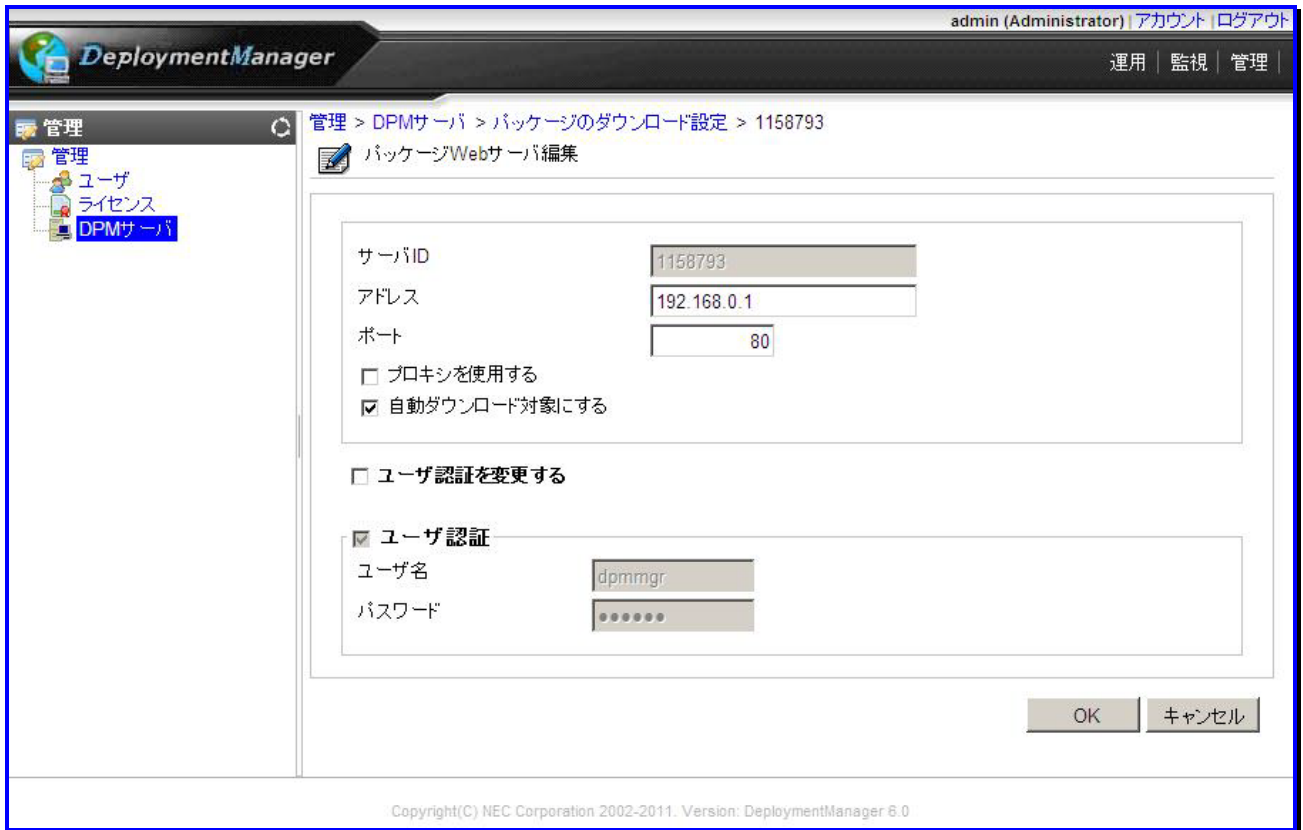 admin (Administrator) | アカウント | ログアウト
DeploymentManager
運用 | 監視 | 管理 |
管理
管理
ユーザ
ライセンス
DPMサーバ
管理 > DPMサーバ > パッケージのダウンロード設定 > 1158793
パッケージWebサーバ編集
サーバID 1158793
アドレス 192.168.0.1
ポート 80
プロキシを使用する
自動ダウンロード対象にする
ユーザ認証を変更する
ユーザ認証
ユーザ名 dpmmgr
パスワード ●●●●●●
OK キャンセル
Copyright(C) NEC Corporation 2002-2011. Version: DeploymentManager 6.0